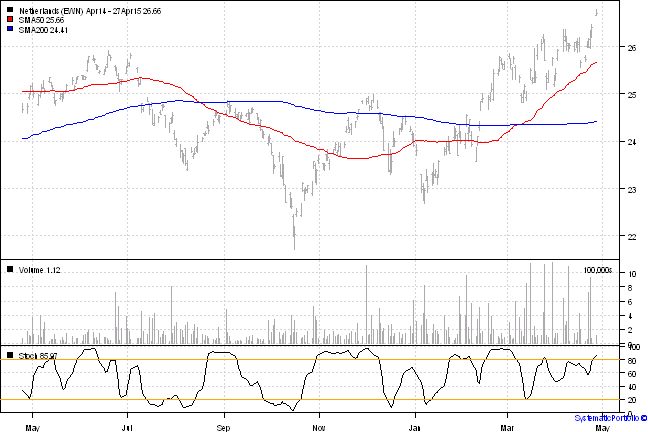 Netherlands (EWN) Apr14 - 27Apr15 26.66
SMA50 25.66
SMA200 24.41
26
25
24
23
22
Volume 1.12
100,000s
10
8
6
4
2
0
Stoch 85.97
100
80
60
40
20
0
May Jul Sep Nov Jan Mar May
SystematicPortfolio ©